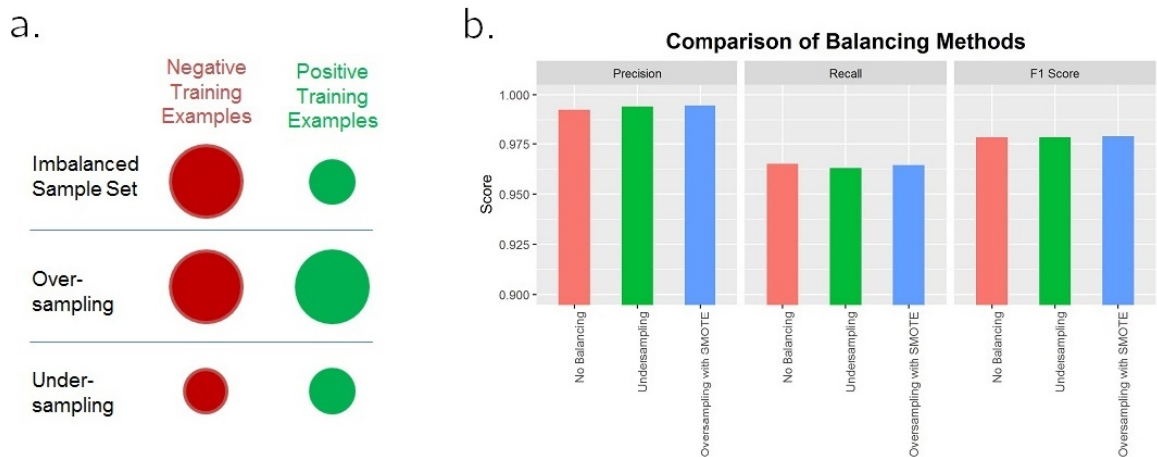 a.
Negative
Training
Examples
Positive
Training
Examples
Imbalanced
Sample Set
Over-
sampling
Under-
sampling
b.
Comparison of Balancing Methods
Precision
Recall
F1 Score
Score
1.000
0.975
0.950
0.925
0.900
No Balancing
Undersampling
Oversampling with SMOTE
No Balancing
Undersampling
Oversampling with SMOTE
No Balancing
Undersampling
Oversampling with SMOTE